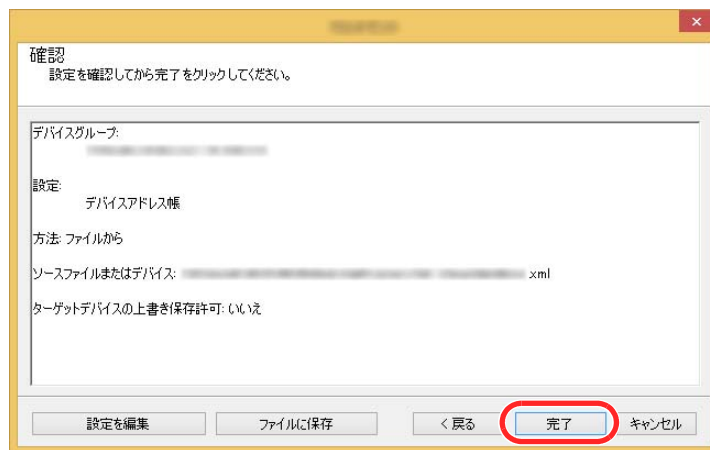 確認
設定を確認してから完了をクリックしてください。
デバイスグループ:
設定:
デバイスアドレス帳
方法: ファイルから
ソースファイルまたはデバイス: .xml
ターゲットデバイスの上書き保存許可: いいえ
設定を編集
ファイルに保存
< 戻る
完了
キャンセル